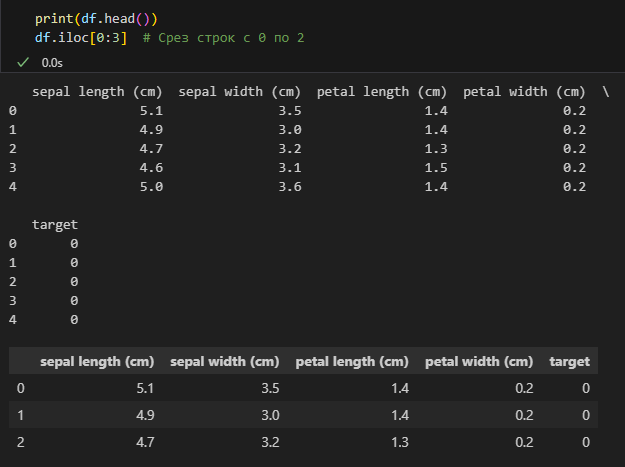 print(df.head())
df.iloc[0:3]  # Срез строк с 0 по 2
0.0s
   sepal length (cm)  sepal width (cm)  petal length (cm)  petal width (cm)  \
0                5.1               3.5                1.4               0.2
1                4.9               3.0                1.4               0.2
2                4.7               3.2                1.3               0.2
3                4.6               3.1                1.5               0.2
4                5.0               3.6                1.4               0.2
   target
0       0
1       0
2       0
3       0
4       0
sepal length (cm) sepal width (cm) petal length (cm) petal width (cm) target
0 5.1 3.5 1.4 0.2 0
1 4.9 3.0 1.4 0.2 0
2 4.7 3.2 1.3 0.2 0